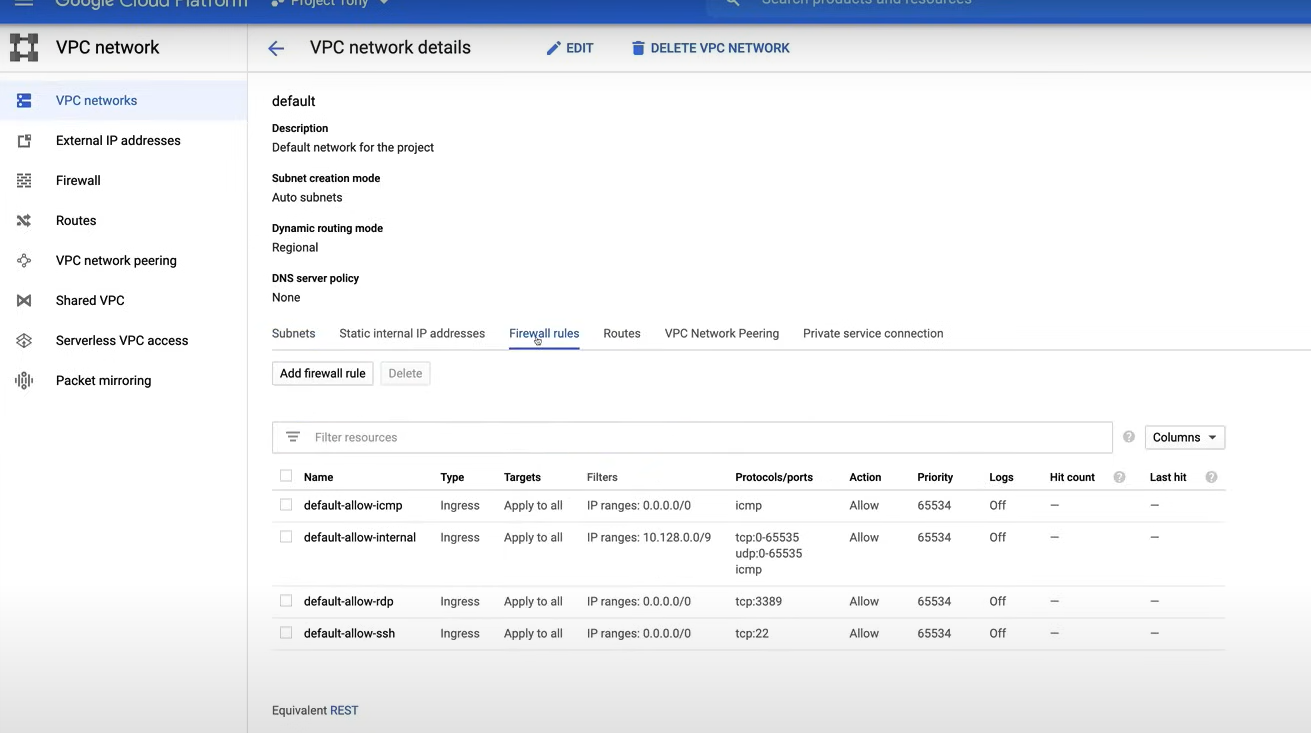 Google Cloud Platform
Project Tony
Search products and resources
VPC network
VPC network details
EDIT
DELETE VPC NETWORK
VPC networks
External IP addresses
Firewall
Routes
VPC network peering
Shared VPC
Serverless VPC access
Packet mirroring
default
Description
Default network for the project
Subnet creation mode
Auto subnets
Dynamic routing mode
Regional
DNS server policy
None
Subnets Static internal IP addresses Firewall rules Routes VPC Network Peering Private service connection
Add firewall rule Delete
Filter resources Columns
Name Type Targets Filters Protocols/ports Action Priority Logs Hit count Last hit
default-allow-icmp Ingress Apply to all IP ranges: 0.0.0.0/0 icmp Allow 65534 Off — —
default-allow-internal Ingress Apply to all IP ranges: 10.128.0.0/9 tcp:0-65535 Allow 65534 Off — —
udp:0-65535
icmp
default-allow-rdp Ingress Apply to all IP ranges: 0.0.0.0/0 tcp:3389 Allow 65534 Off — —
default-allow-ssh Ingress Apply to all IP ranges: 0.0.0.0/0 tcp:22 Allow 65534 Off — —
Equivalent REST